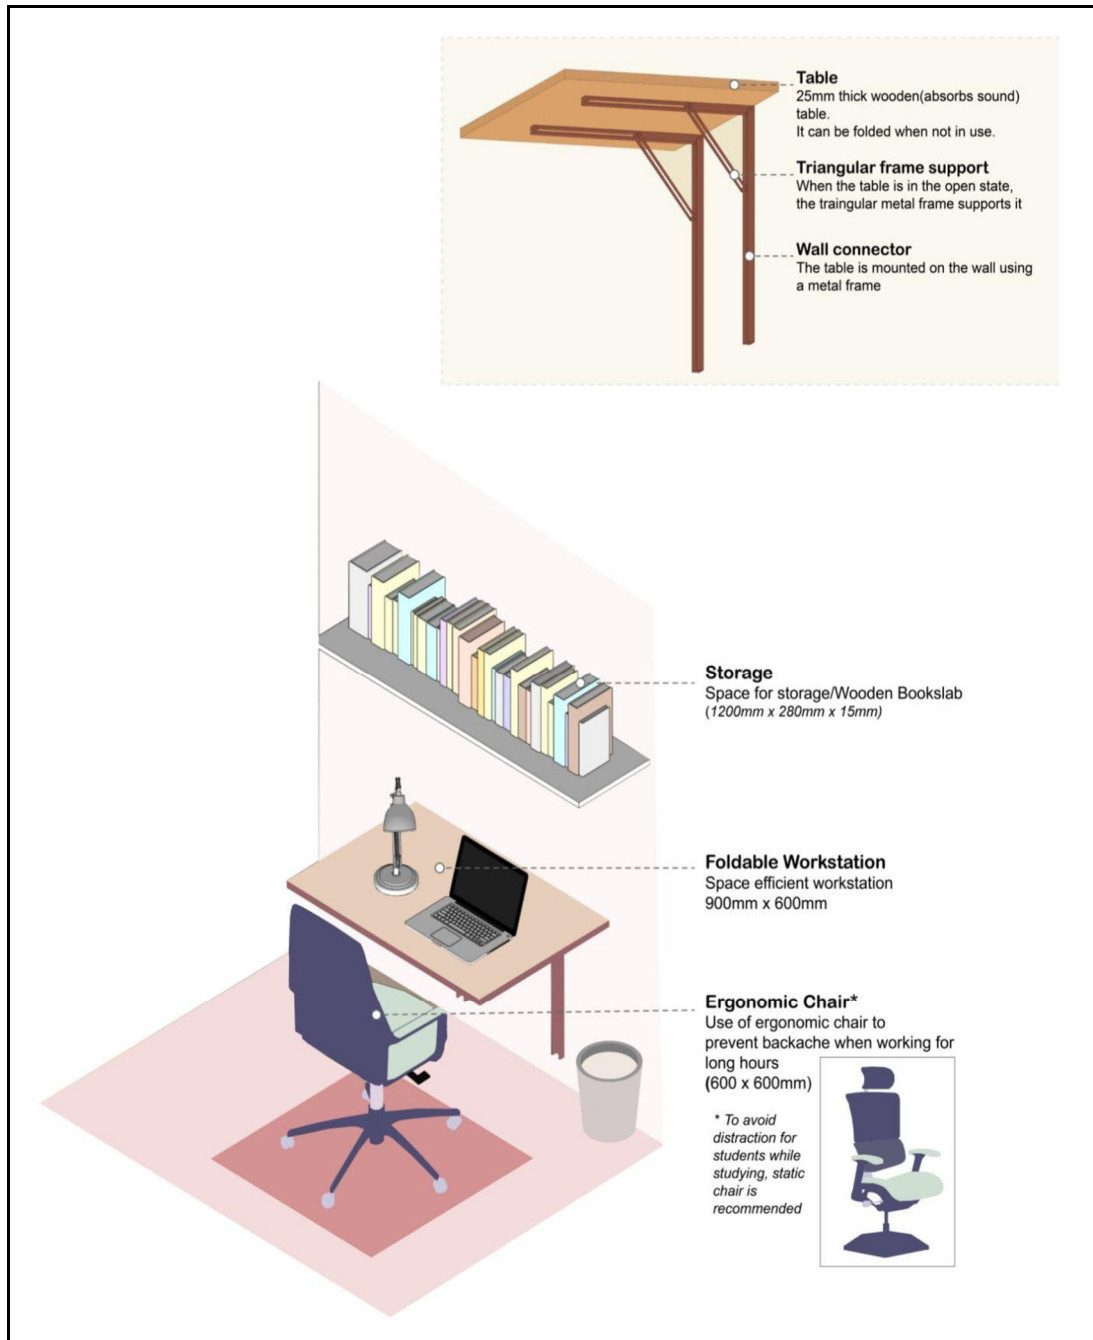 Table
25mm thick wooden(absorbs sound)
table.
It can be folded when not in use.
Triangular frame support
When the table is in the open state,
the traingular metal frame supports it
Wall connector
The table is mounted on the wall using
a metal frame
Storage
Space for storage/Wooden Bookslab
(1200mm x 280mm x 15mm)
Foldable Workstation
Space efficient workstation
900mm x 600mm
Ergonomic Chair*
Use of ergonomic chair to
prevent backache when working for
long hours
(600 x 600mm)
* To avoid
distraction for
students while
studying, static
chair is
recommended